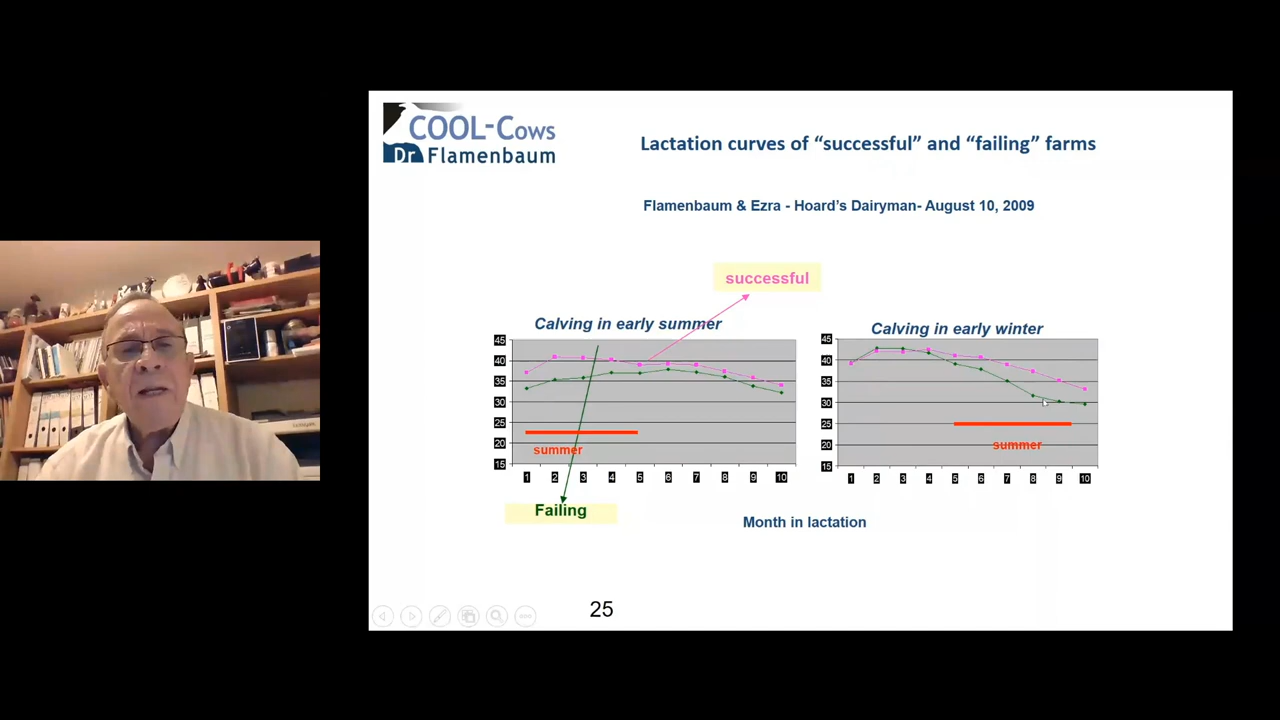 COOL-Cows
Dr Flamenbaum
Lactation curves of “successful” and “failing” farms
Flamenbaum & Ezra - Hoard's Dairyman- August 10, 2009
successful
Calving in early summer
45
40
35
30
25
20
15
summer
1 2 3 4 5 6 7 8 9 10
Failing
Calving in early winter
45
40
35
30
25
20
15
summer
1 2 3 4 5 6 7 8 9 10
Month in lactation
25